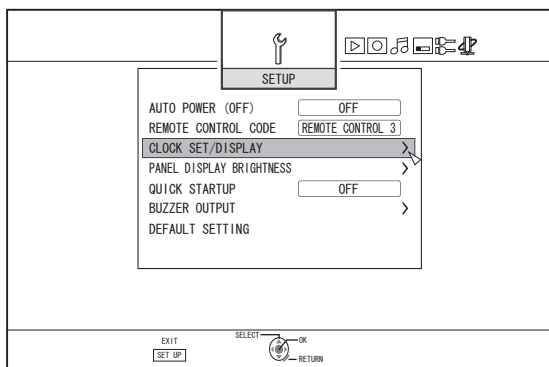 SETUP
AUTO POWER (OFF) OFF
REMOTE CONTROL CODE REMOTE CONTROL 3
CLOCK SET/DISPLAY
PANEL DISPLAY BRIGHTNESS
QUICK STARTUP OFF
BUZZER OUTPUT
DEFAULT SETTING
EXIT
SET UP
SELECT
OK
RETURN